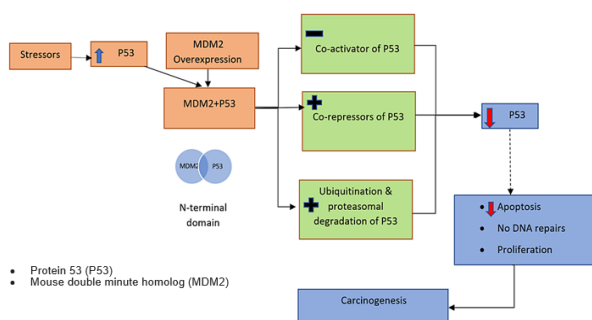 Stressors
P53
MDM2
Overexpression
MDM2+P53
MDM2
P53
N-terminal
domain
Co-activator of P53
Co-repressors of P53
Ubiquitination &
proteasomal
degradation of P53
P53
Apoptosis
No DNA repairs
Proliferation
Carcinogenesis
Protein 53 (P53)
Mouse double minute homolog (MDM2)